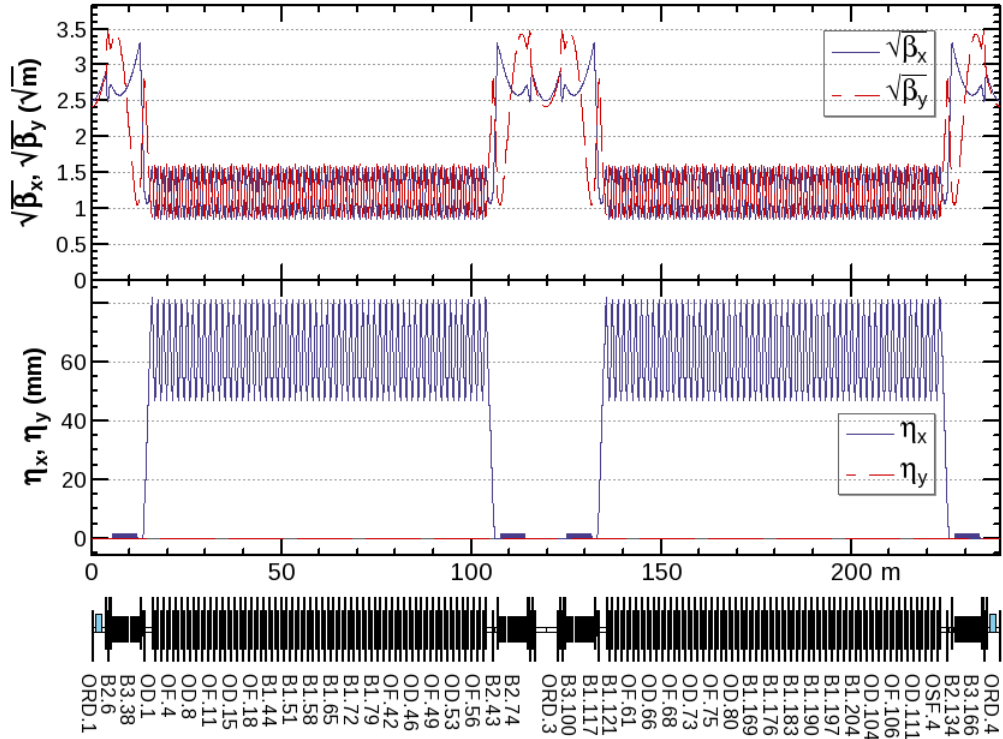 3.5
3
2.5
2
1.5
1
0.5
0
√βx, √βy (√m)
√βx
√βy
60
40
20
0
ηx, ηy (mm)
ηx
ηy
0 50 100 150 200 m
ORD.1
B2.6
B3.38
OD.1
OF.4
OD.8
OF.11
OD.15
OF.18
B1.44
B1.51
B1.58
B1.65
B1.72
B1.79
OF.42
OD.46
OF.49
OD.53
OF.56
B2.43
B2.74
ORD.3
B3.100
B1.117
B1.121
OF.61
OD.66
OF.68
OD.73
OF.75
OD.80
B1.169
B1.176
B1.183
B1.190
B1.197
B1.204
OD.104
OF.106
OD.111
OSF.4
B2.134
B3.166
ORD.4